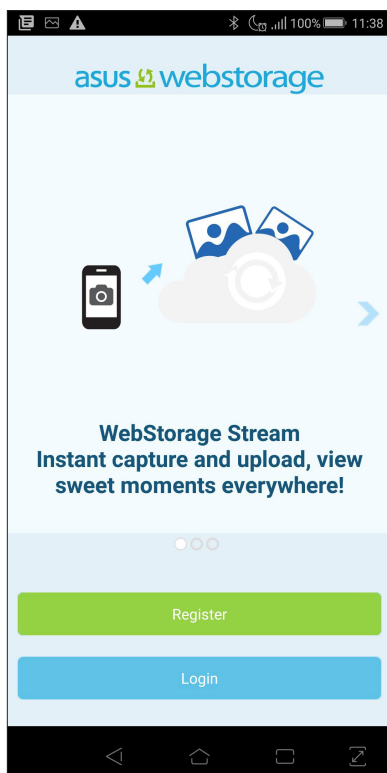 100% 11:38
asus webstorage
WebStorage Stream
Instant capture and upload, view
sweet moments everywhere!
Register
Login